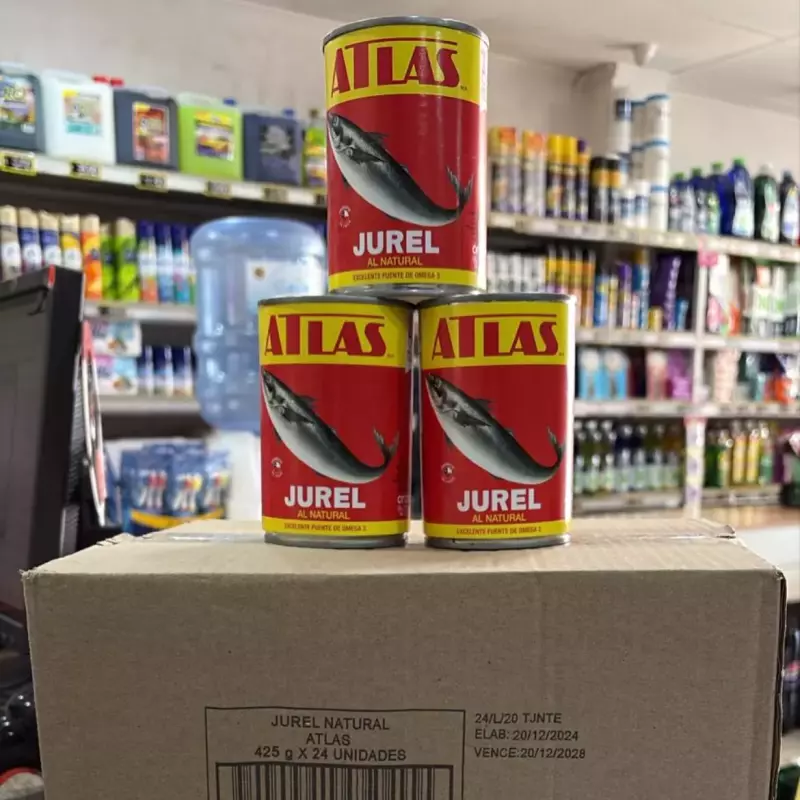 ATLAS
JUREL
AL NATURAL
EXCELENTE FUENTE DE OMEGA 3
ATLAS
JUREL
AL NATURAL
EXCELENTE FUENTE DE OMEGA 3
ATLAS
JUREL
AL NATURAL
EXCELENTE FUENTE DE OMEGA 3
JUREL NATURAL
ATLAS
425 g X 24 UNIDADES
24/L/20 TJNTE
ELAB: 20/12/2024
VENCE:20/12/2028